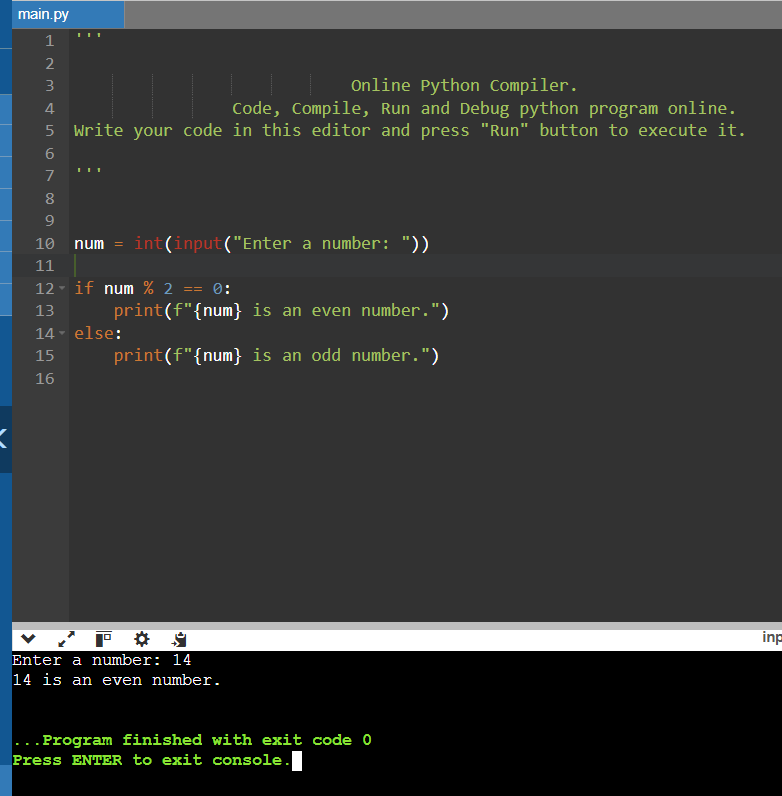 main.py
1 '''
2
3 Online Python Compiler.
4 Code, Compile, Run and Debug python program online.
5 Write your code in this editor and press "Run" button to execute it.
6
7 '''
8
9
10 num = int(input("Enter a number: "))
11
12 if num % 2 == 0:
13     print(f"{num} is an even number.")
14 else:
15     print(f"{num} is an odd number.")
16
Enter a number: 14
14 is an even number.
...Program finished with exit code 0
Press ENTER to exit console.